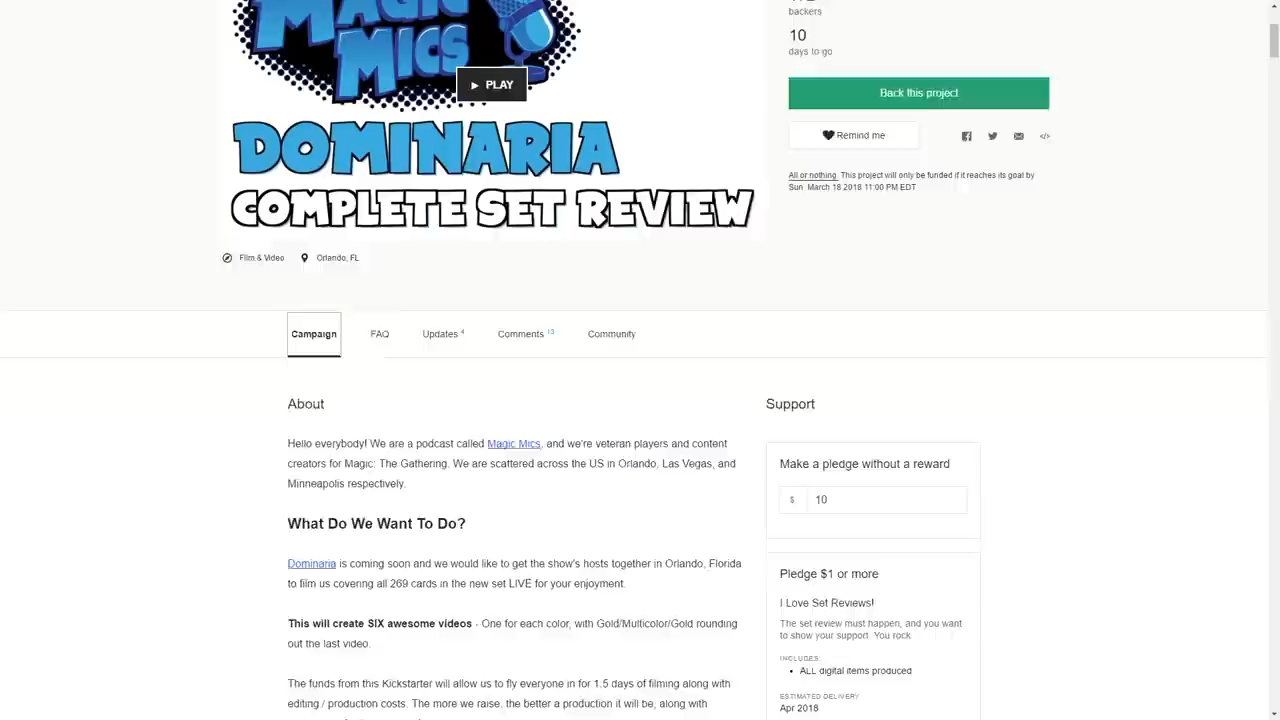 MAGIC
MICS
PLAY
DOMINARIA
COMPLETE SET REVIEW
Film & Video
Orlando, FL
backers
10
days to go
Back this project
Remind me
All or nothing. This project will only be funded if it reaches its goal by
Sun, March 18 2018 11:00 PM EDT
Campaign
FAQ
Updates 4
Comments 13
Community
About
Hello everybody! We are a podcast called Magic Mics, and we're veteran players and content
creators for Magic: The Gathering. We are scattered across the US in Orlando, Las Vegas, and
Minneapolis respectively.
What Do We Want To Do?
Dominaria is coming soon and we would like to get the show's hosts together in Orlando, Florida
to film us covering all 269 cards in the new set LIVE for your enjoyment.
This will create SIX awesome videos - One for each color, with Gold/Multicolor/Gold rounding
out the last video.
The funds from this Kickstarter will allow us to fly everyone in for 1.5 days of filming along with
editing / production costs. The more we raise, the better a production it will be, along with
Support
Make a pledge without a reward
$ 10
Pledge $1 or more
I Love Set Reviews!
The set review must happen, and you want
to show your support. You rock.
INCLUDES:
• ALL digital items produced
ESTIMATED DELIVERY
Apr 2018